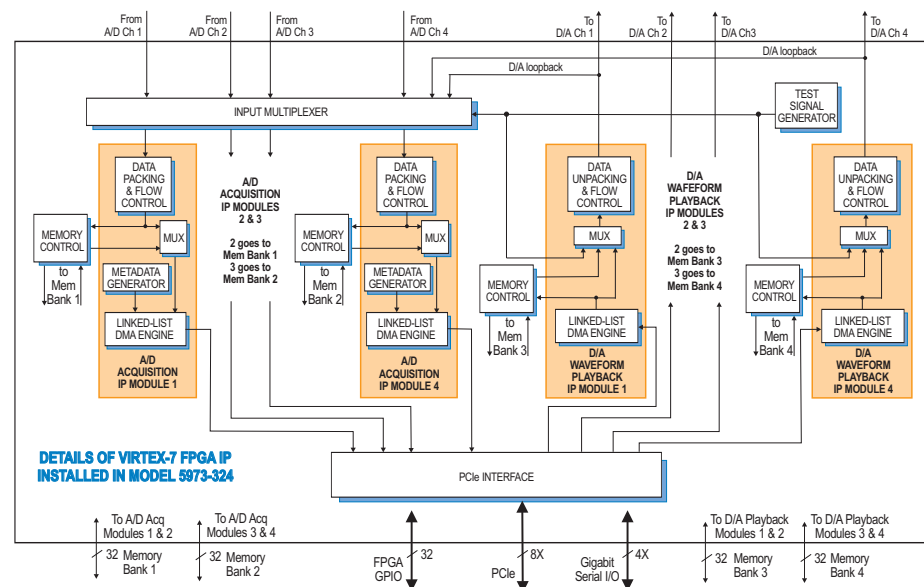 From
A/D Ch 1
From
A/D Ch 2
From
A/D Ch 3
From
A/D Ch 4
To
D/A Ch 1
To
D/A Ch 2
To
D/A Ch3
To
D/A Ch 4
D/A loopback
D/A loopback
INPUT MULTIPLEXER
TEST
SIGNAL
GENERATOR
DATA
PACKING
& FLOW
CONTROL
MEMORY
CONTROL
MUX
to
Mem
Bank 1
METADATA
GENERATOR
LINKED-LIST
DMA ENGINE
A/D
ACQUISITION
IP MODULE 1
A/D
ACQUISITION
IP MODULES
2 & 3
2 goes to
Mem Bank 1
3 goes to
Mem Bank 2
DATA
PACKING
& FLOW
CONTROL
MEMORY
CONTROL
MUX
to
Mem
Bank 2
METADATA
GENERATOR
LINKED-LIST
DMA ENGINE
A/D
ACQUISITION
IP MODULE 4
DATA
UNPACKING
& FLOW
CONTROL
MUX
MEMORY
CONTROL
to
Mem
Bank 3
LINKED-LIST
DMA ENGINE
D/A
WAVEFORM
PLAYBACK
IP MODULE 1
D/A
WAFEFORM
PLAYBACK
IP MODULES
2 & 3
2 goes to
Mem Bank 3
3 goes to
Mem Bank 4
DATA
UNPACKING
& FLOW
CONTROL
MUX
MEMORY
CONTROL
to
Mem
Bank 4
LINKED-LIST
DMA ENGINE
D/A
WAVEFORM
PLAYBACK
IP MODULE 4
DETAILS OF VIRTEX-7 FPGA IP
INSTALLED IN MODEL 5973-324
PCIe INTERFACE
To A/D Acq
Modules 1 & 2
32 Memory
Bank 1
To A/D Acq
Modules 3 & 4
32 Memory
Bank 2
32
FPGA
GPIO
8X
PCIe
4X
Gigabit
Serial I/O
To D/A Playback
Modules 1 & 2
32 Memory
Bank 3
To D/A Playback
Modules 3 & 4
32 Memory
Bank 4